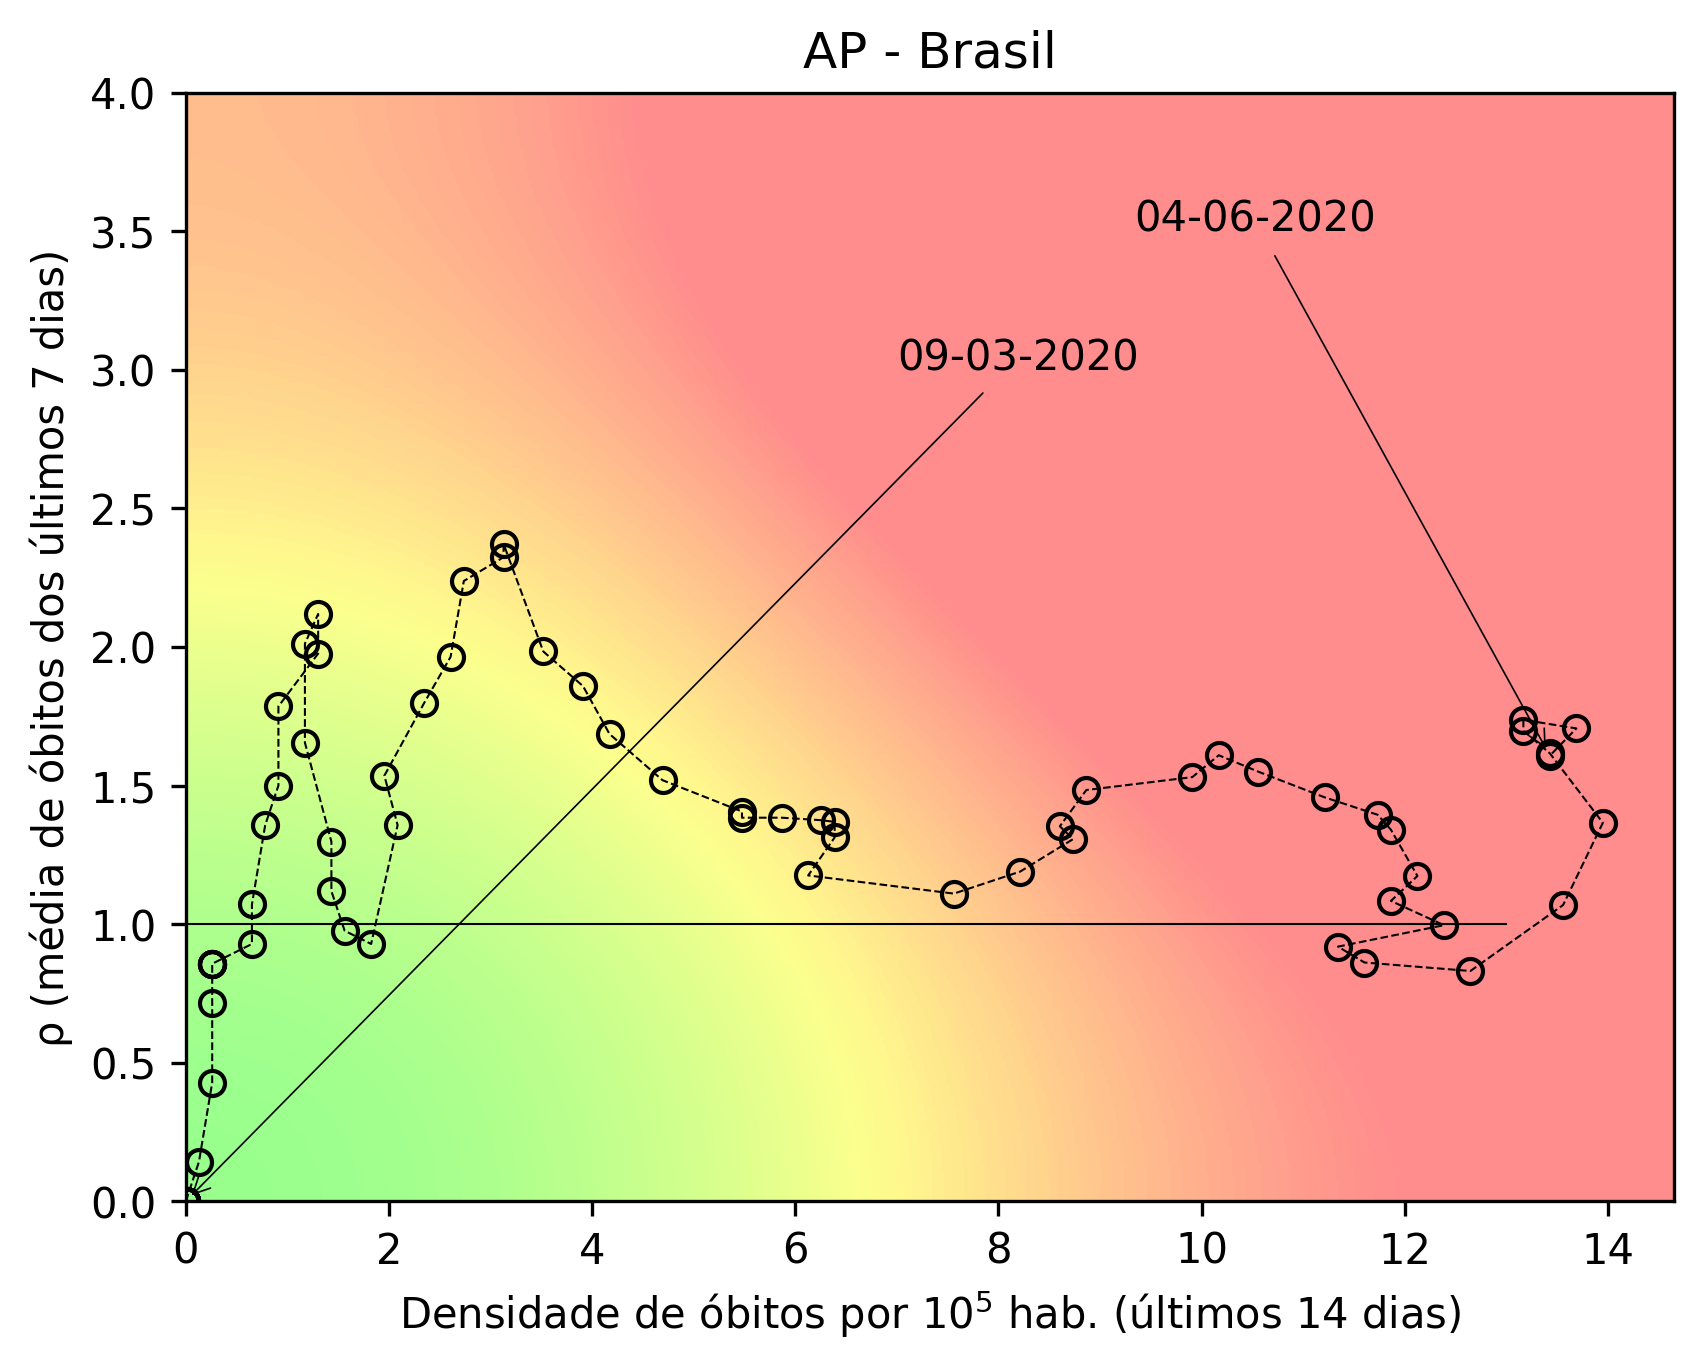 AP - Brasil
4.0
3.5
3.0
2.5
2.0
1.5
1.0
0.5
0.0
ρ (média de óbitos dos últimos 7 dias)
04-06-2020
09-03-2020
0 2 4 6 8 10 12 14
Densidade de óbitos por 10⁵ hab. (últimos 14 dias)